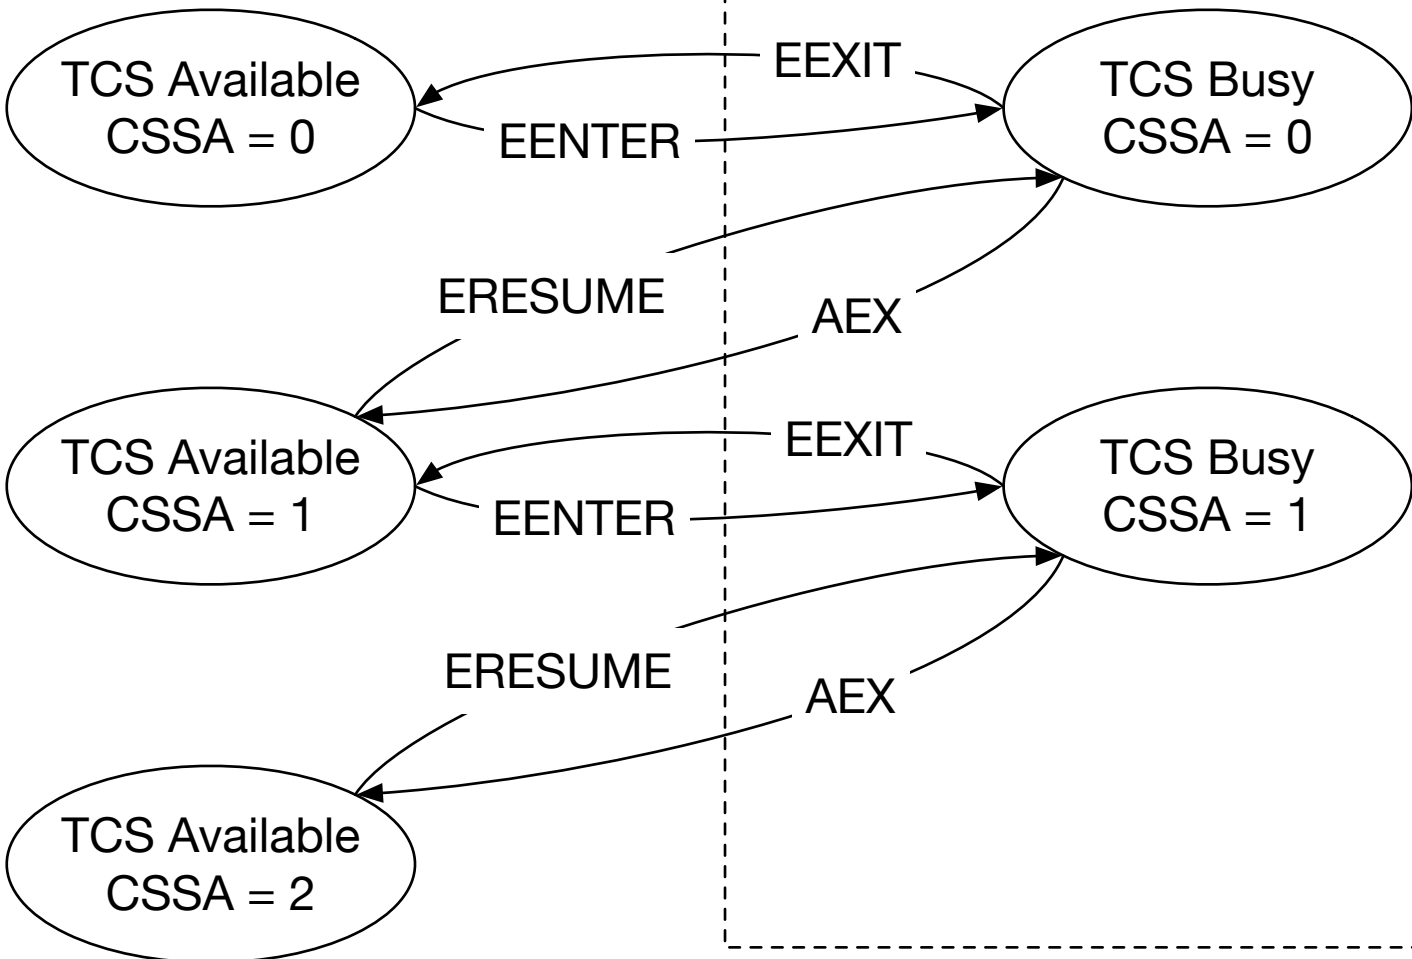 TCS Available
CSSA = 0
EEXIT
EENTER
TCS Busy
CSSA = 0
ERESUME
AEX
TCS Available
CSSA = 1
EEXIT
EENTER
TCS Busy
CSSA = 1
ERESUME
AEX
TCS Available
CSSA = 2